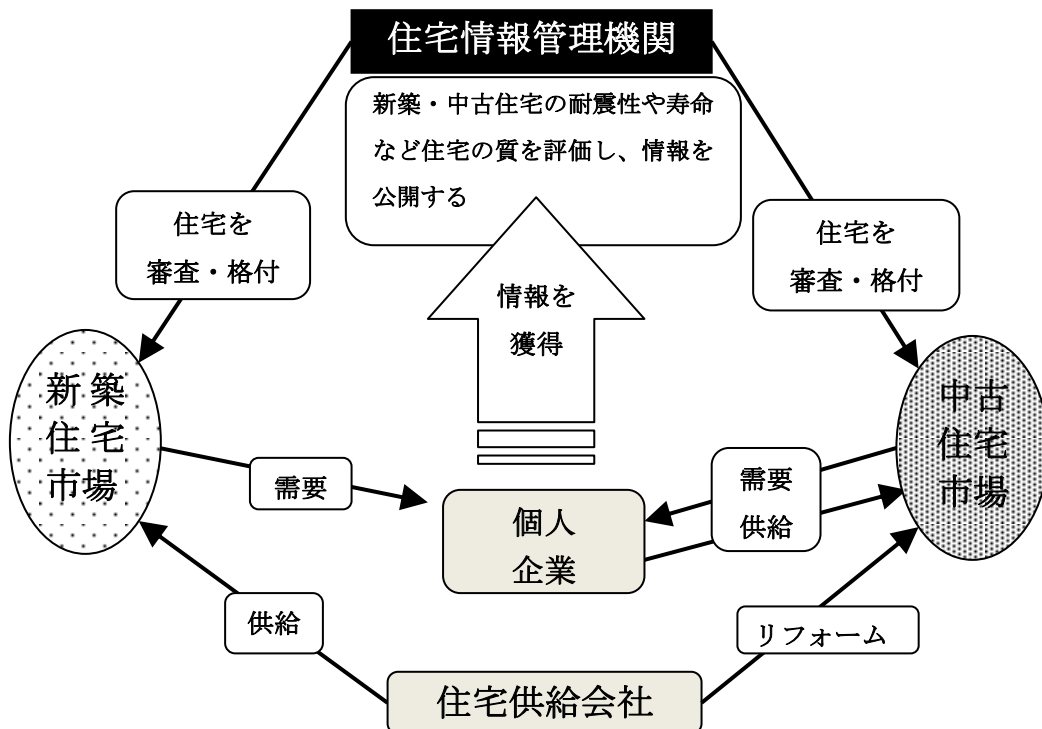 住宅情報管理機関
新築・中古住宅の耐震性や寿命
など住宅の質を評価し、情報を
公開する
住宅を
審査・格付
住宅を
審査・格付
情報を
獲得
新築
住宅
市場
中古
住宅
市場
需要
需要
供給
個人
企業
供給
リフォーム
住宅供給会社